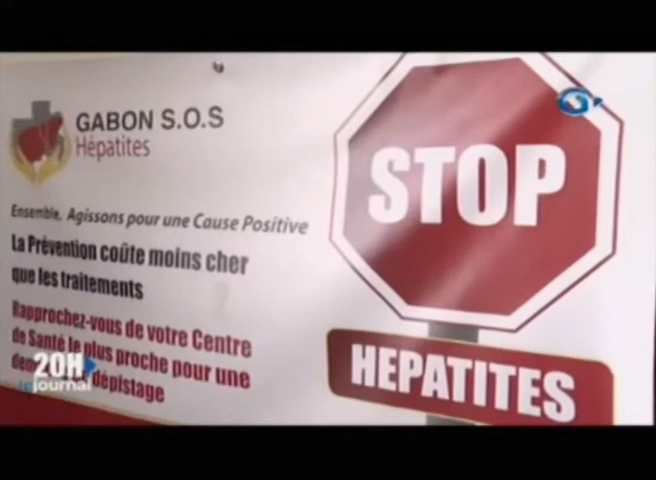 GABON S.O.S
Hépatites
Ensemble, Agissons pour une Cause Positive
La Prévention coûte moins cher
que les traitements
Rapprochez-vous de votre Centre
de Santé le plus proche pour une
dépistage
20H
le journal
STOP
HEPATITES